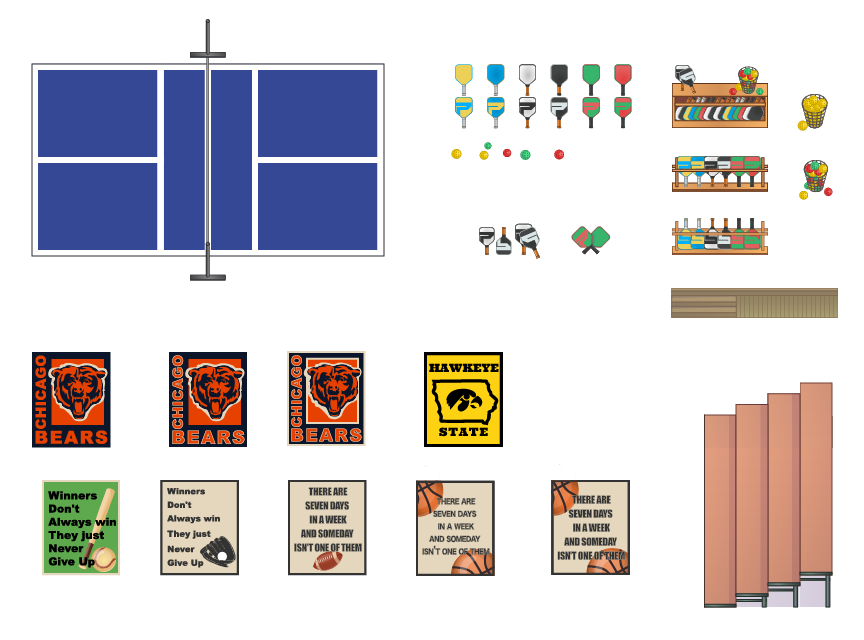 CHICAGO
BEARS
CHICAGO
BEARS
CHICAGO
BEARS
HAWKEYE
STATE
Winners
Don't
Always win
They just
Never
Give Up
Winners
Don't
Always win
They just
Never
Give Up
THERE ARE
SEVEN DAYS
IN A WEEK
AND SOMEDAY
ISN'T ONE OF THEM
THERE ARE
SEVEN DAYS
IN A WEEK
AND SOMEDAY
ISN'T ONE OF THEM
THERE ARE
SEVEN DAYS
IN A WEEK
AND SOMEDAY
ISN'T ONE OF THEM